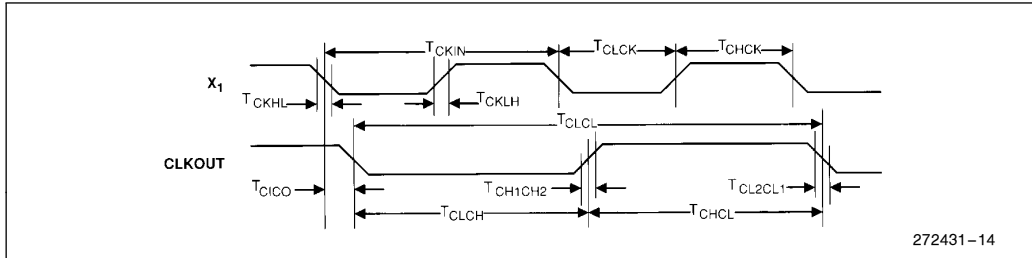 TCKIN
TCLCK
TCHCK
X1
TCKHL
TCKLH
TCLCL
CLKOUT
TCICO
TCH1CH2
TCL2CL1
TCLCH
TCHCL
272431–14